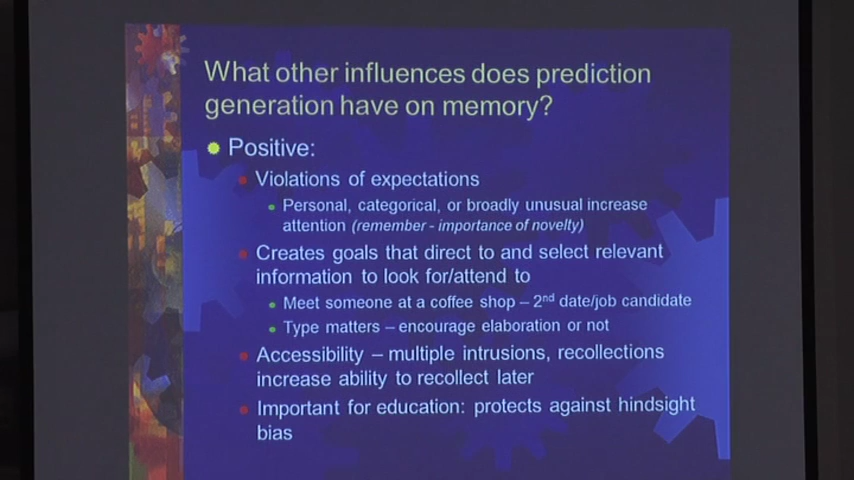 What other influences does prediction
generation have on memory?
Positive:
Violations of expectations
Personal, categorical, or broadly unusual increase
attention (remember - importance of novelty)
Creates goals that direct to and select relevant
information to look for/attend to
Meet someone at a coffee shop – 2nd date/job candidate
Type matters – encourage elaboration or not
Accessibility – multiple intrusions, recollections
increase ability to recollect later
Important for education: protects against hindsight
bias